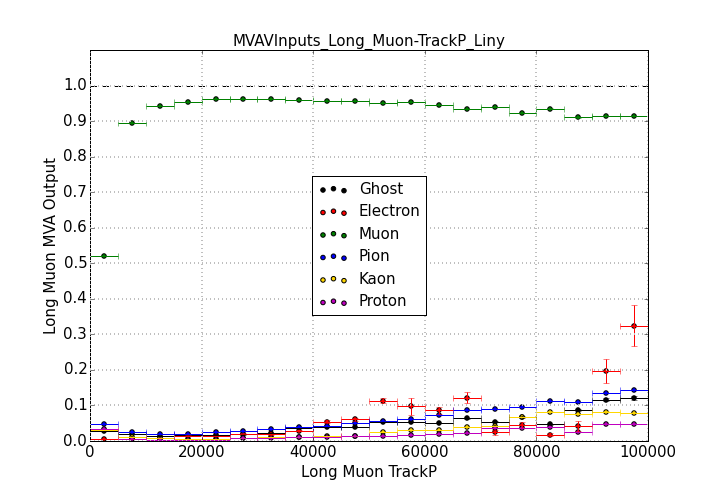 MVAVInputs_Long_Muon-TrackP_Liny
Long Muon MVA Output
1.0
0.9
0.8
0.7
0.6
0.5
0.4
0.3
0.2
0.1
0.0
Ghost
Electron
Muon
Pion
Kaon
Proton
0 20000 40000 60000 80000 100000
Long Muon TrackP